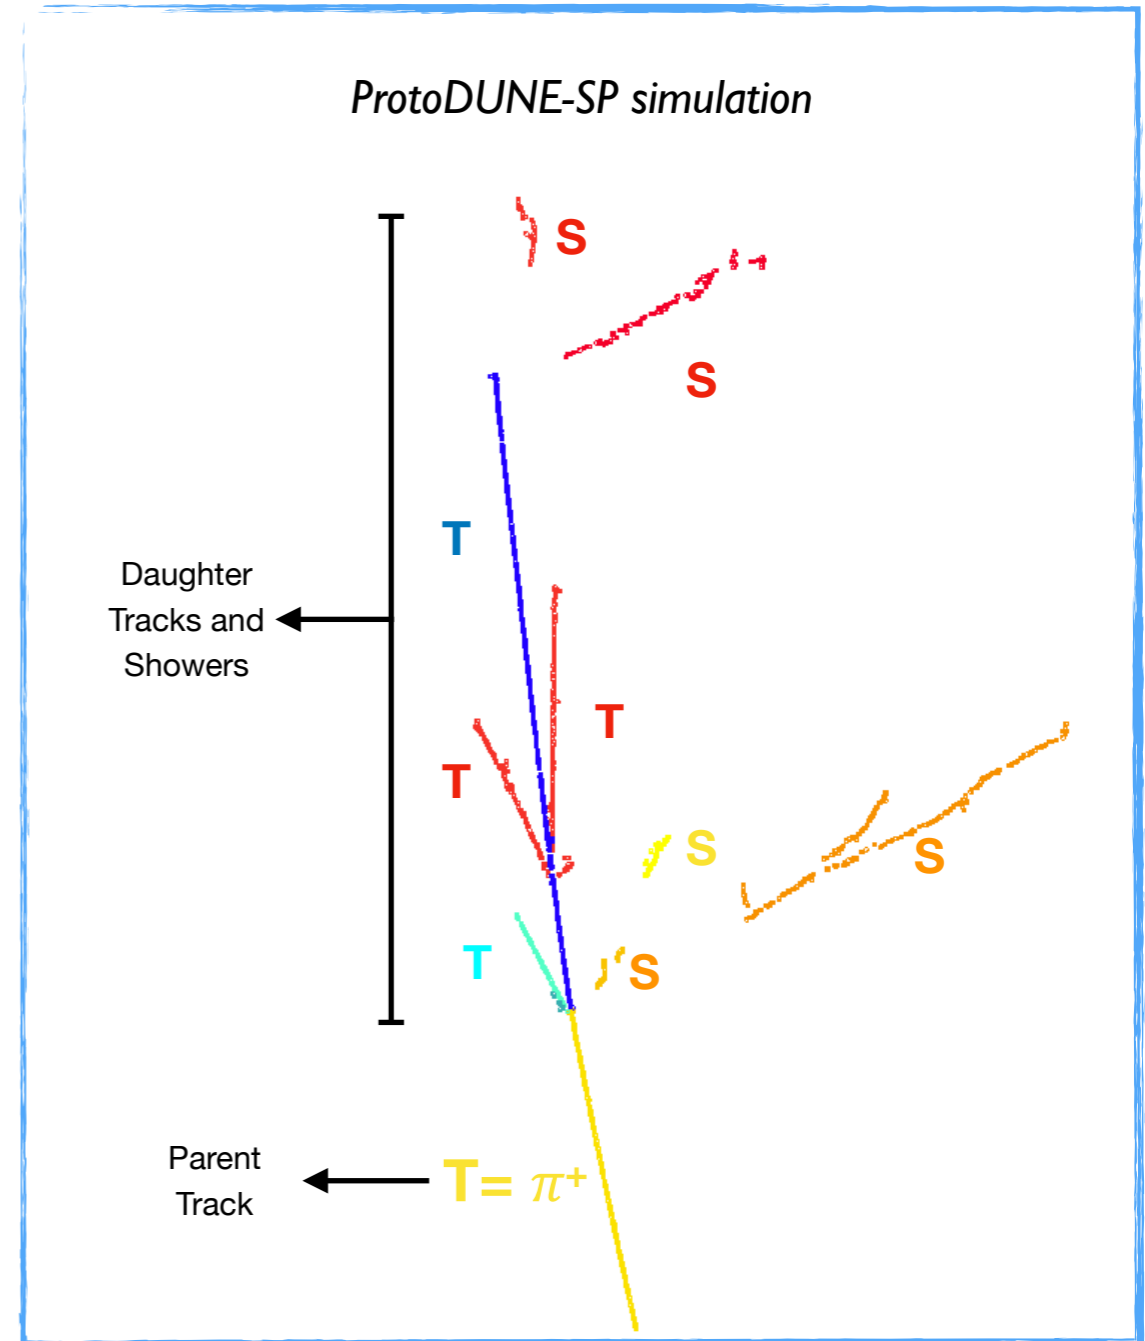 ProtoDUNE-SP simulation
S
S
T
Daughter
Tracks and
Showers
T
T
S
S
T
S
Parent
Track
T= π⁺